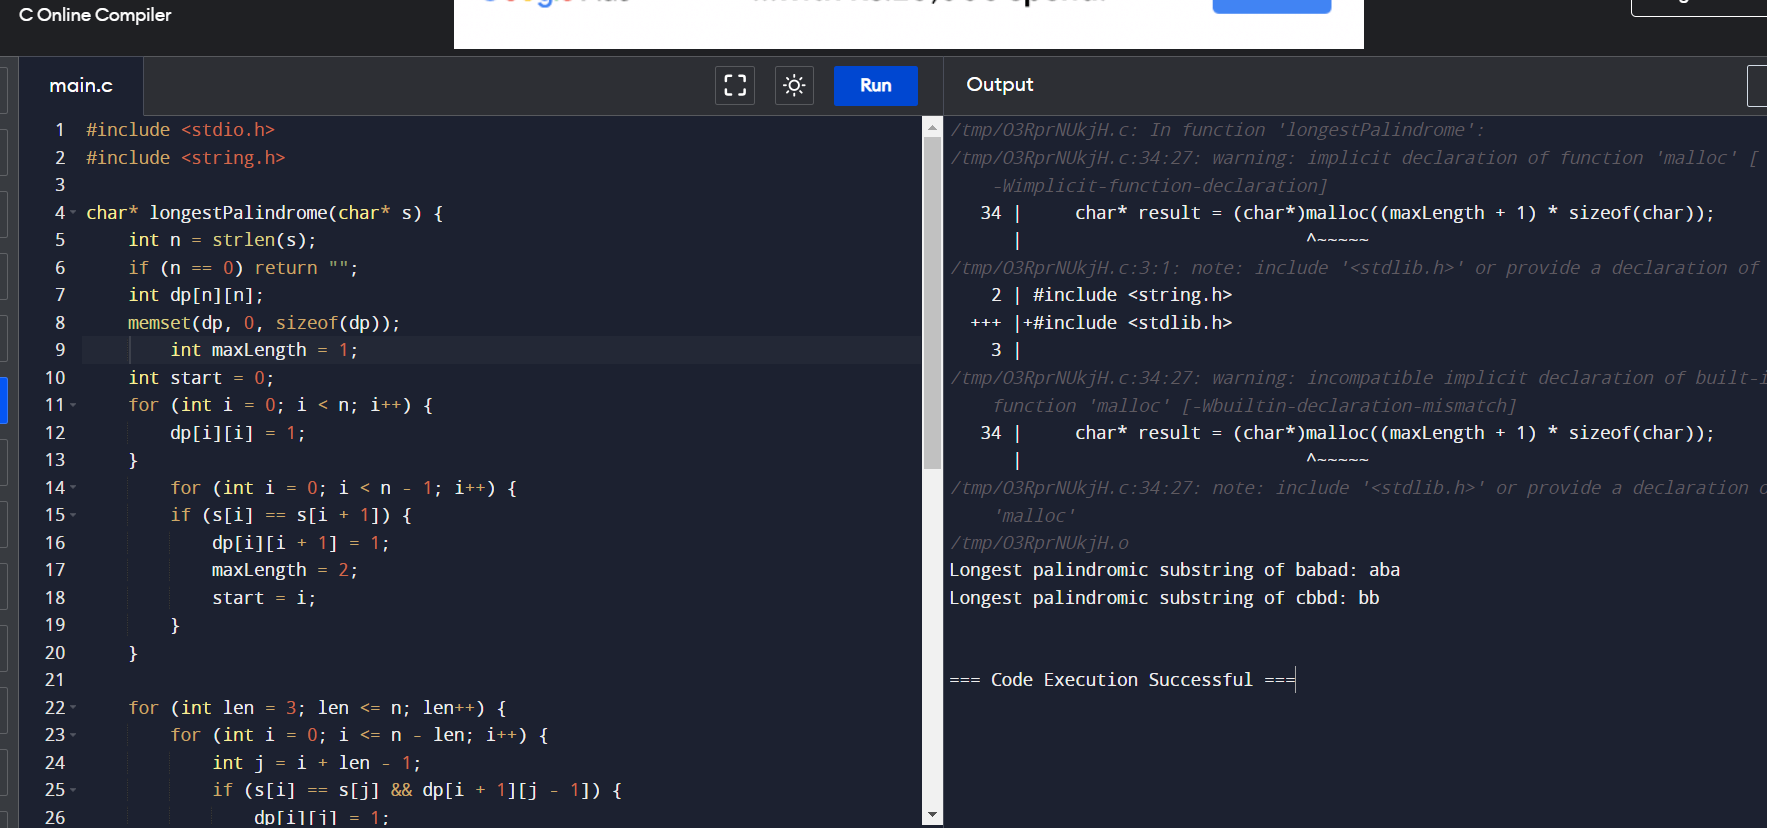 C Online Compiler
main.c
Run
Output
1 #include <stdio.h>
2 #include <string.h>
3
4 char* longestPalindrome(char* s) {
5 int n = strlen(s);
6 if (n == 0) return "";
7 int dp[n][n];
8 memset(dp, 0, sizeof(dp));
9 int maxLength = 1;
10 int start = 0;
11 for (int i = 0; i < n; i++) {
12 dp[i][i] = 1;
13 }
14 for (int i = 0; i < n - 1; i++) {
15 if (s[i] == s[i + 1]) {
16 dp[i][i + 1] = 1;
17 maxLength = 2;
18 start = i;
19 }
20 }
21
22 for (int len = 3; len <= n; len++) {
23 for (int i = 0; i <= n - len; i++) {
24 int j = i + len - 1;
25 if (s[i] == s[j] && dp[i + 1][j - 1]) {
26 dp[i][j] = 1;
/tmp/O3RprNUkjH.c: In function 'longestPalindrome':
/tmp/O3RprNUkjH.c:34:27: warning: implicit declaration of function 'malloc' [
-Wimplicit-function-declaration]
34 | char* result = (char*)malloc((maxLength + 1) * sizeof(char));
| ^~~~~~
/tmp/O3RprNUkjH.c:3:1: note: include '<stdlib.h>' or provide a declaration of
2 | #include <string.h>
+++ |+#include <stdlib.h>
3 |
/tmp/O3RprNUkjH.c:34:27: warning: incompatible implicit declaration of built-i
function 'malloc' [-Wbuiltin-declaration-mismatch]
34 | char* result = (char*)malloc((maxLength + 1) * sizeof(char));
| ^~~~~~
/tmp/O3RprNUkjH.c:34:27: note: include '<stdlib.h>' or provide a declaration o
'malloc'
/tmp/O3RprNUkjH.o
Longest palindromic substring of babad: aba
Longest palindromic substring of cbbd: bb
=== Code Execution Successful ===